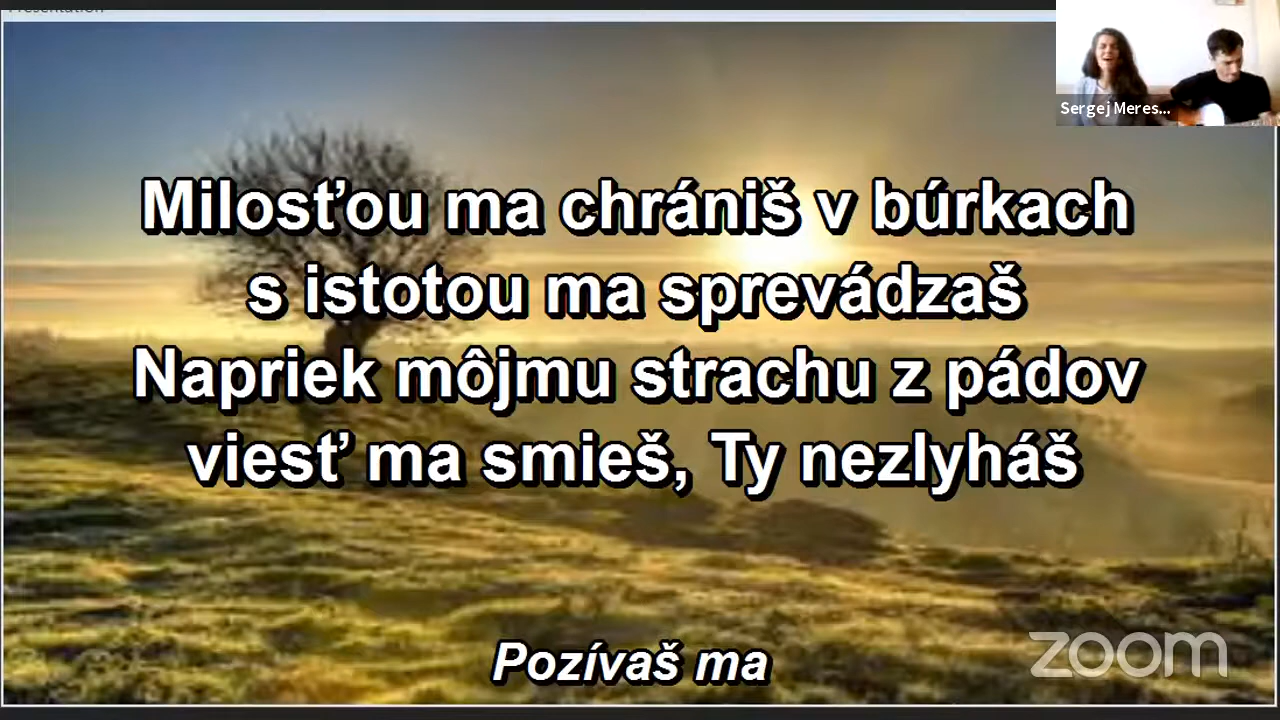 Presentation
Sergej Meres...
Milosťou ma chrániš v búrkach
s istotou ma sprevádzaš
Napriek môjmu strachu z pádov
viesť ma smieš, Ty nezlyháš
Pozívaš ma
zoom